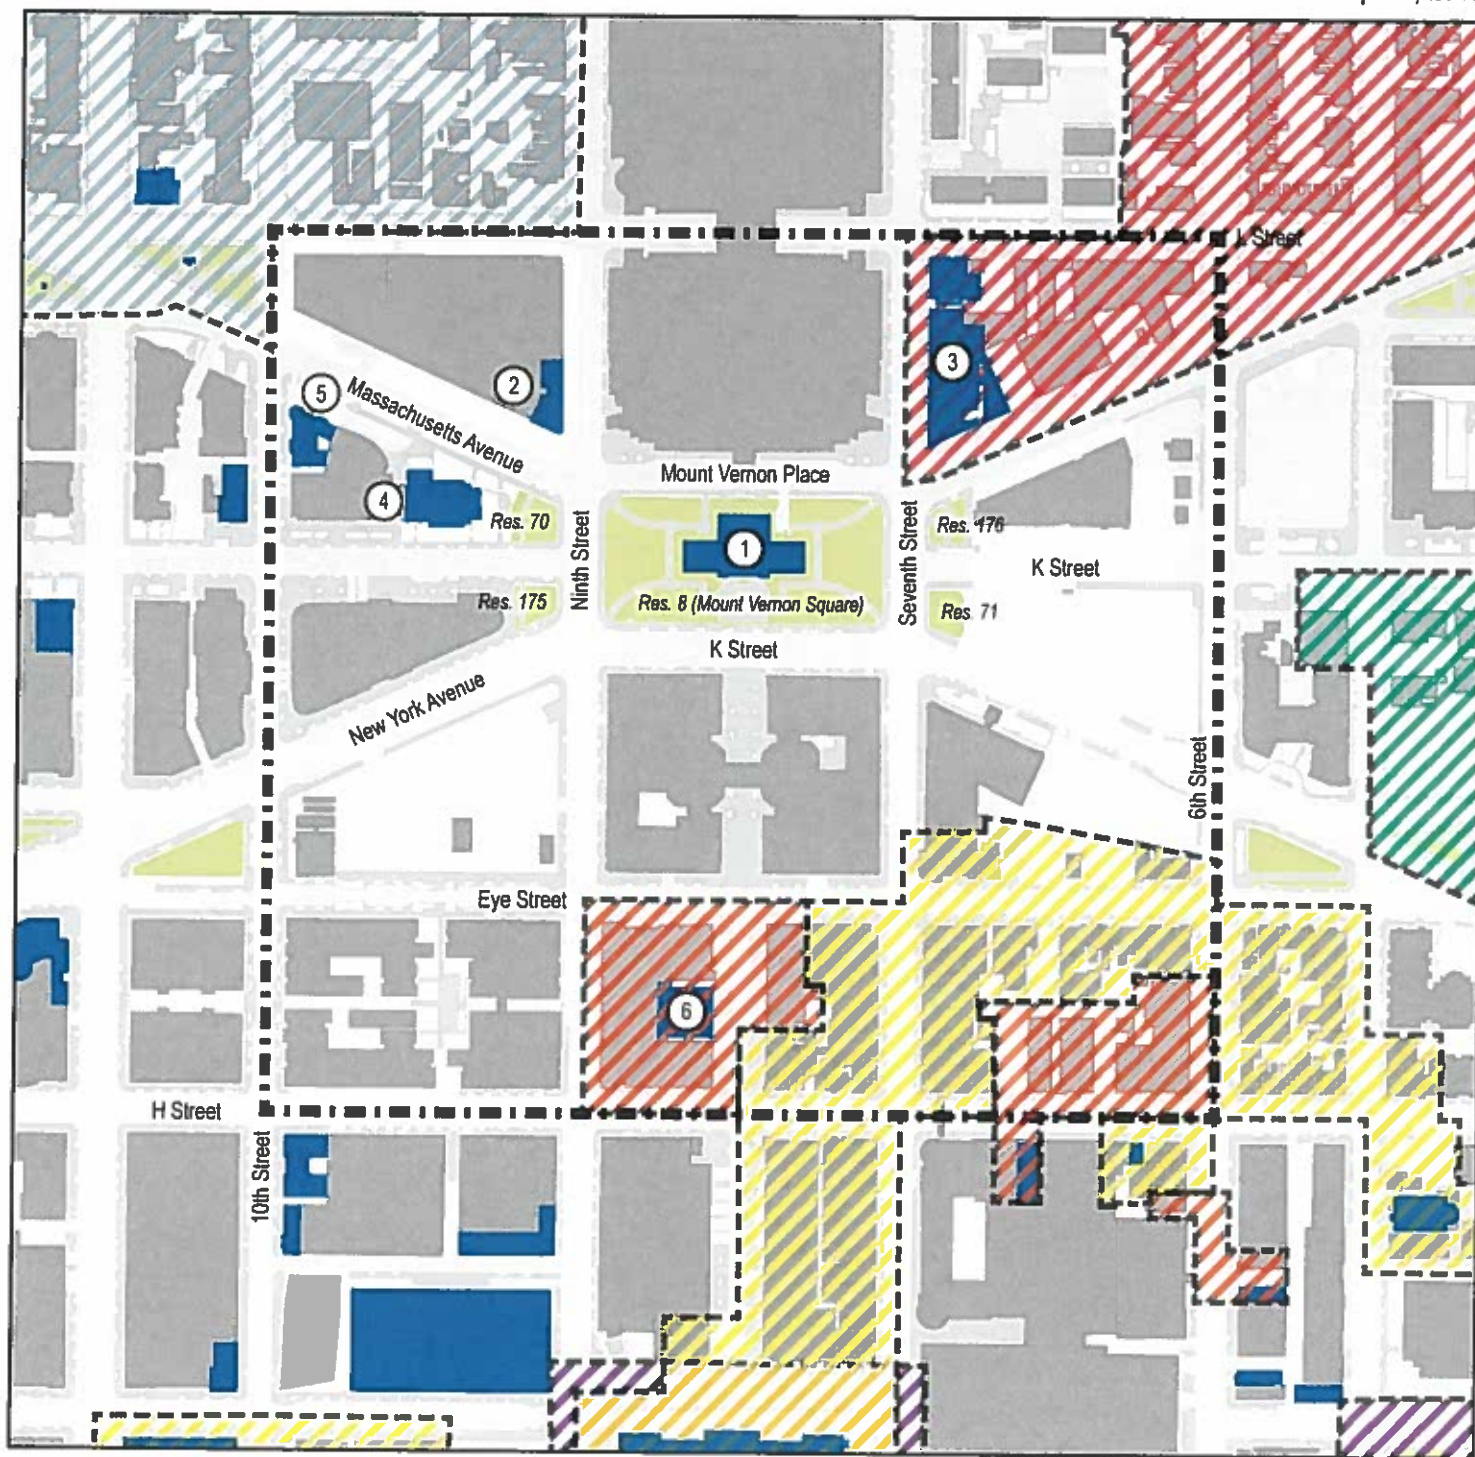 L Street
3
2
5
Massachusetts Avenue
Mount Vernon Place
4
Res. 70
Res. 176
Ninth Street
1
Seventh Street
K Street
Res. 175
Res. 8 (Mount Vernon Square)
Res. 71
K Street
New York Avenue
6th Street
Eye Street
6
H Street
10th Street